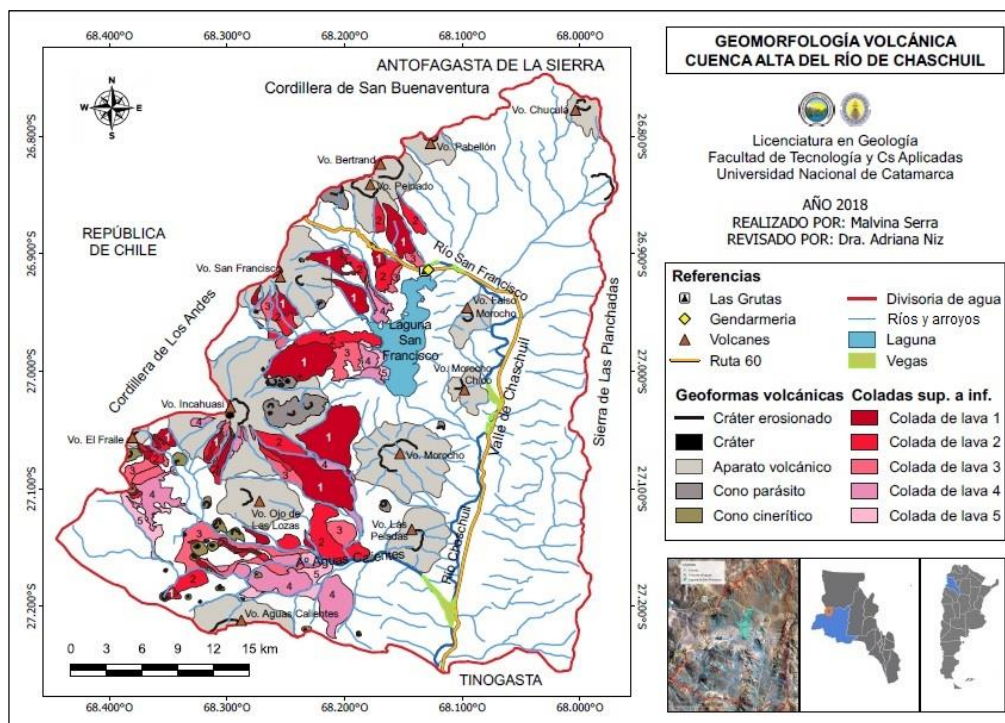 68.400°O 68.300°O 68.200°O 68.100°O 68.000°O
ANTOFAGASTA DE LA SIERRA
Cordillera de San Buenaventura
N
W E
S
Vo. Chucula
26.800°S 26.800°S
Vo. Pabellón
Vo. Bertrand
Vo. Peinado
REPÚBLICA
DE CHILE
26.900°S 26.900°S
Río San Francisco
Vo. San Francisco
Vo. Falso
Morocho
Laguna
San
Francisco
Cordillera de Los Andes
Sierra de Las Planchadas
27.000°S 27.000°S
Vo. Morocho
Chico
Valle de Chaschuil
Vo. Incahuasi
Vo. El Fraile
Vo. Morocho
27.100°S 27.100°S
Vo. Ojo de
Las Lozas
Vo. Las
Peladas
Río Chaschuil
Aº Aguas Calientes
27.200°S 27.200°S
Vo. Aguas Calientes
0 3 6 9 12 15 km
TINOGASTA
68.400°O 68.300°O 68.200°O 68.100°O 68.000°O
GEOMORFOLOGÍA VOLCÁNICA
CUENCA ALTA DEL RÍO DE CHASCHUIL
Licenciatura en Geología
Facultad de Tecnología y Cs Aplicadas
Universidad Nacional de Catamarca
AÑO 2018
REALIZADO POR: Malvina Serra
REVISADO POR: Dra. Adriana Niz
Referencias
Las Grutas
Gendarmería
Volcanes
Ruta 60
Divisoria de agua
Ríos y arroyos
Laguna
Vegas
Geoformas volcánicas
Cráter erosionado
Cráter
Aparato volcánico
Cono parásito
Cono cinerítico
Coladas sup. a inf.
Colada de lava 1
Colada de lava 2
Colada de lava 3
Colada de lava 4
Colada de lava 5